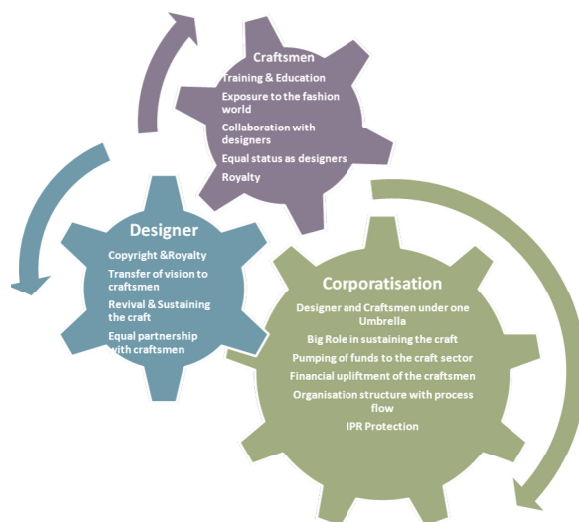 Craftsmen
Training & Education
Exposure to the fashion
world
Collaboration with
designers
Equal status as designers
Royalty
Designer
Copyright &Royalty
Transfer of vision to
craftsmen
Revival & Sustaining
the craft
Equal partnership
with craftsmen
Corporatisation
Designer and Craftsmen under one
Umbrella
Big Role in sustaining the craft
Pumping of funds to the craft sector
Financial upliftment of the craftsmen
Organisation structure with process
flow
IPR Protection